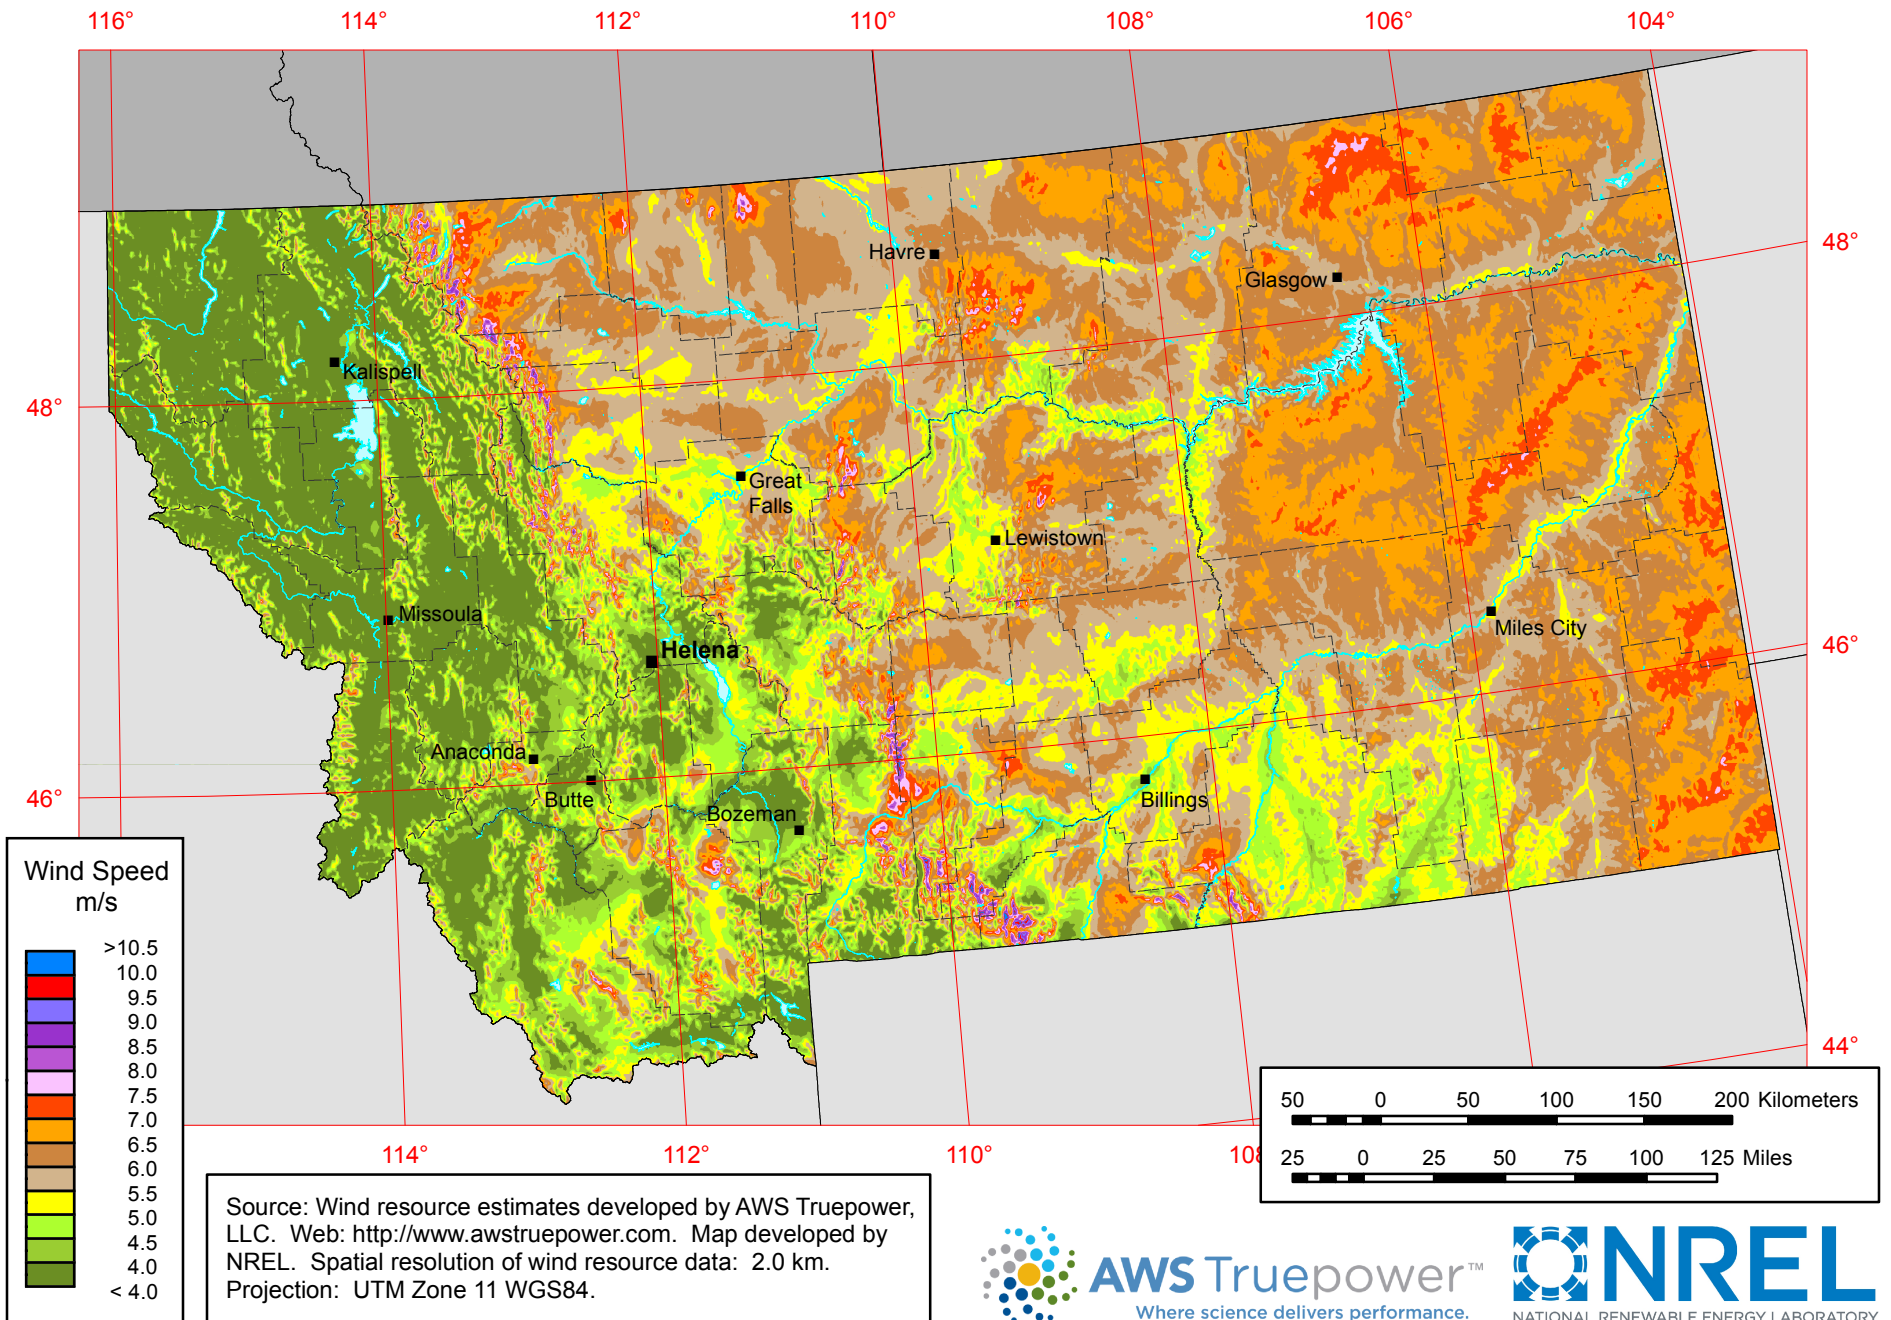 116° 114° 112° 110° 108° 106° 104°
48°
Havre
Glasgow
Kalispell
48°
Great
Falls
Lewistown
Missoula
Miles City
46°
Helena
Anaconda
Butte
Billings
Bozeman
46°
44°
Wind Speed
m/s
>10.5
10.0
9.5
9.0
8.5
8.0
7.5
7.0
6.5
6.0
5.5
5.0
4.5
4.0
< 4.0
50 0 50 100 150 200 Kilometers
25 0 25 50 75 100 125 Miles
114° 112° 110° 108
Source: Wind resource estimates developed by AWS Truepower,
LLC. Web: http://www.awstruepower.com. Map developed by
NREL. Spatial resolution of wind resource data: 2.0 km.
Projection: UTM Zone 11 WGS84.
AWS Truepower™
Where science delivers performance.
NREL
NATIONAL RENEWABLE ENERGY LABORATORY